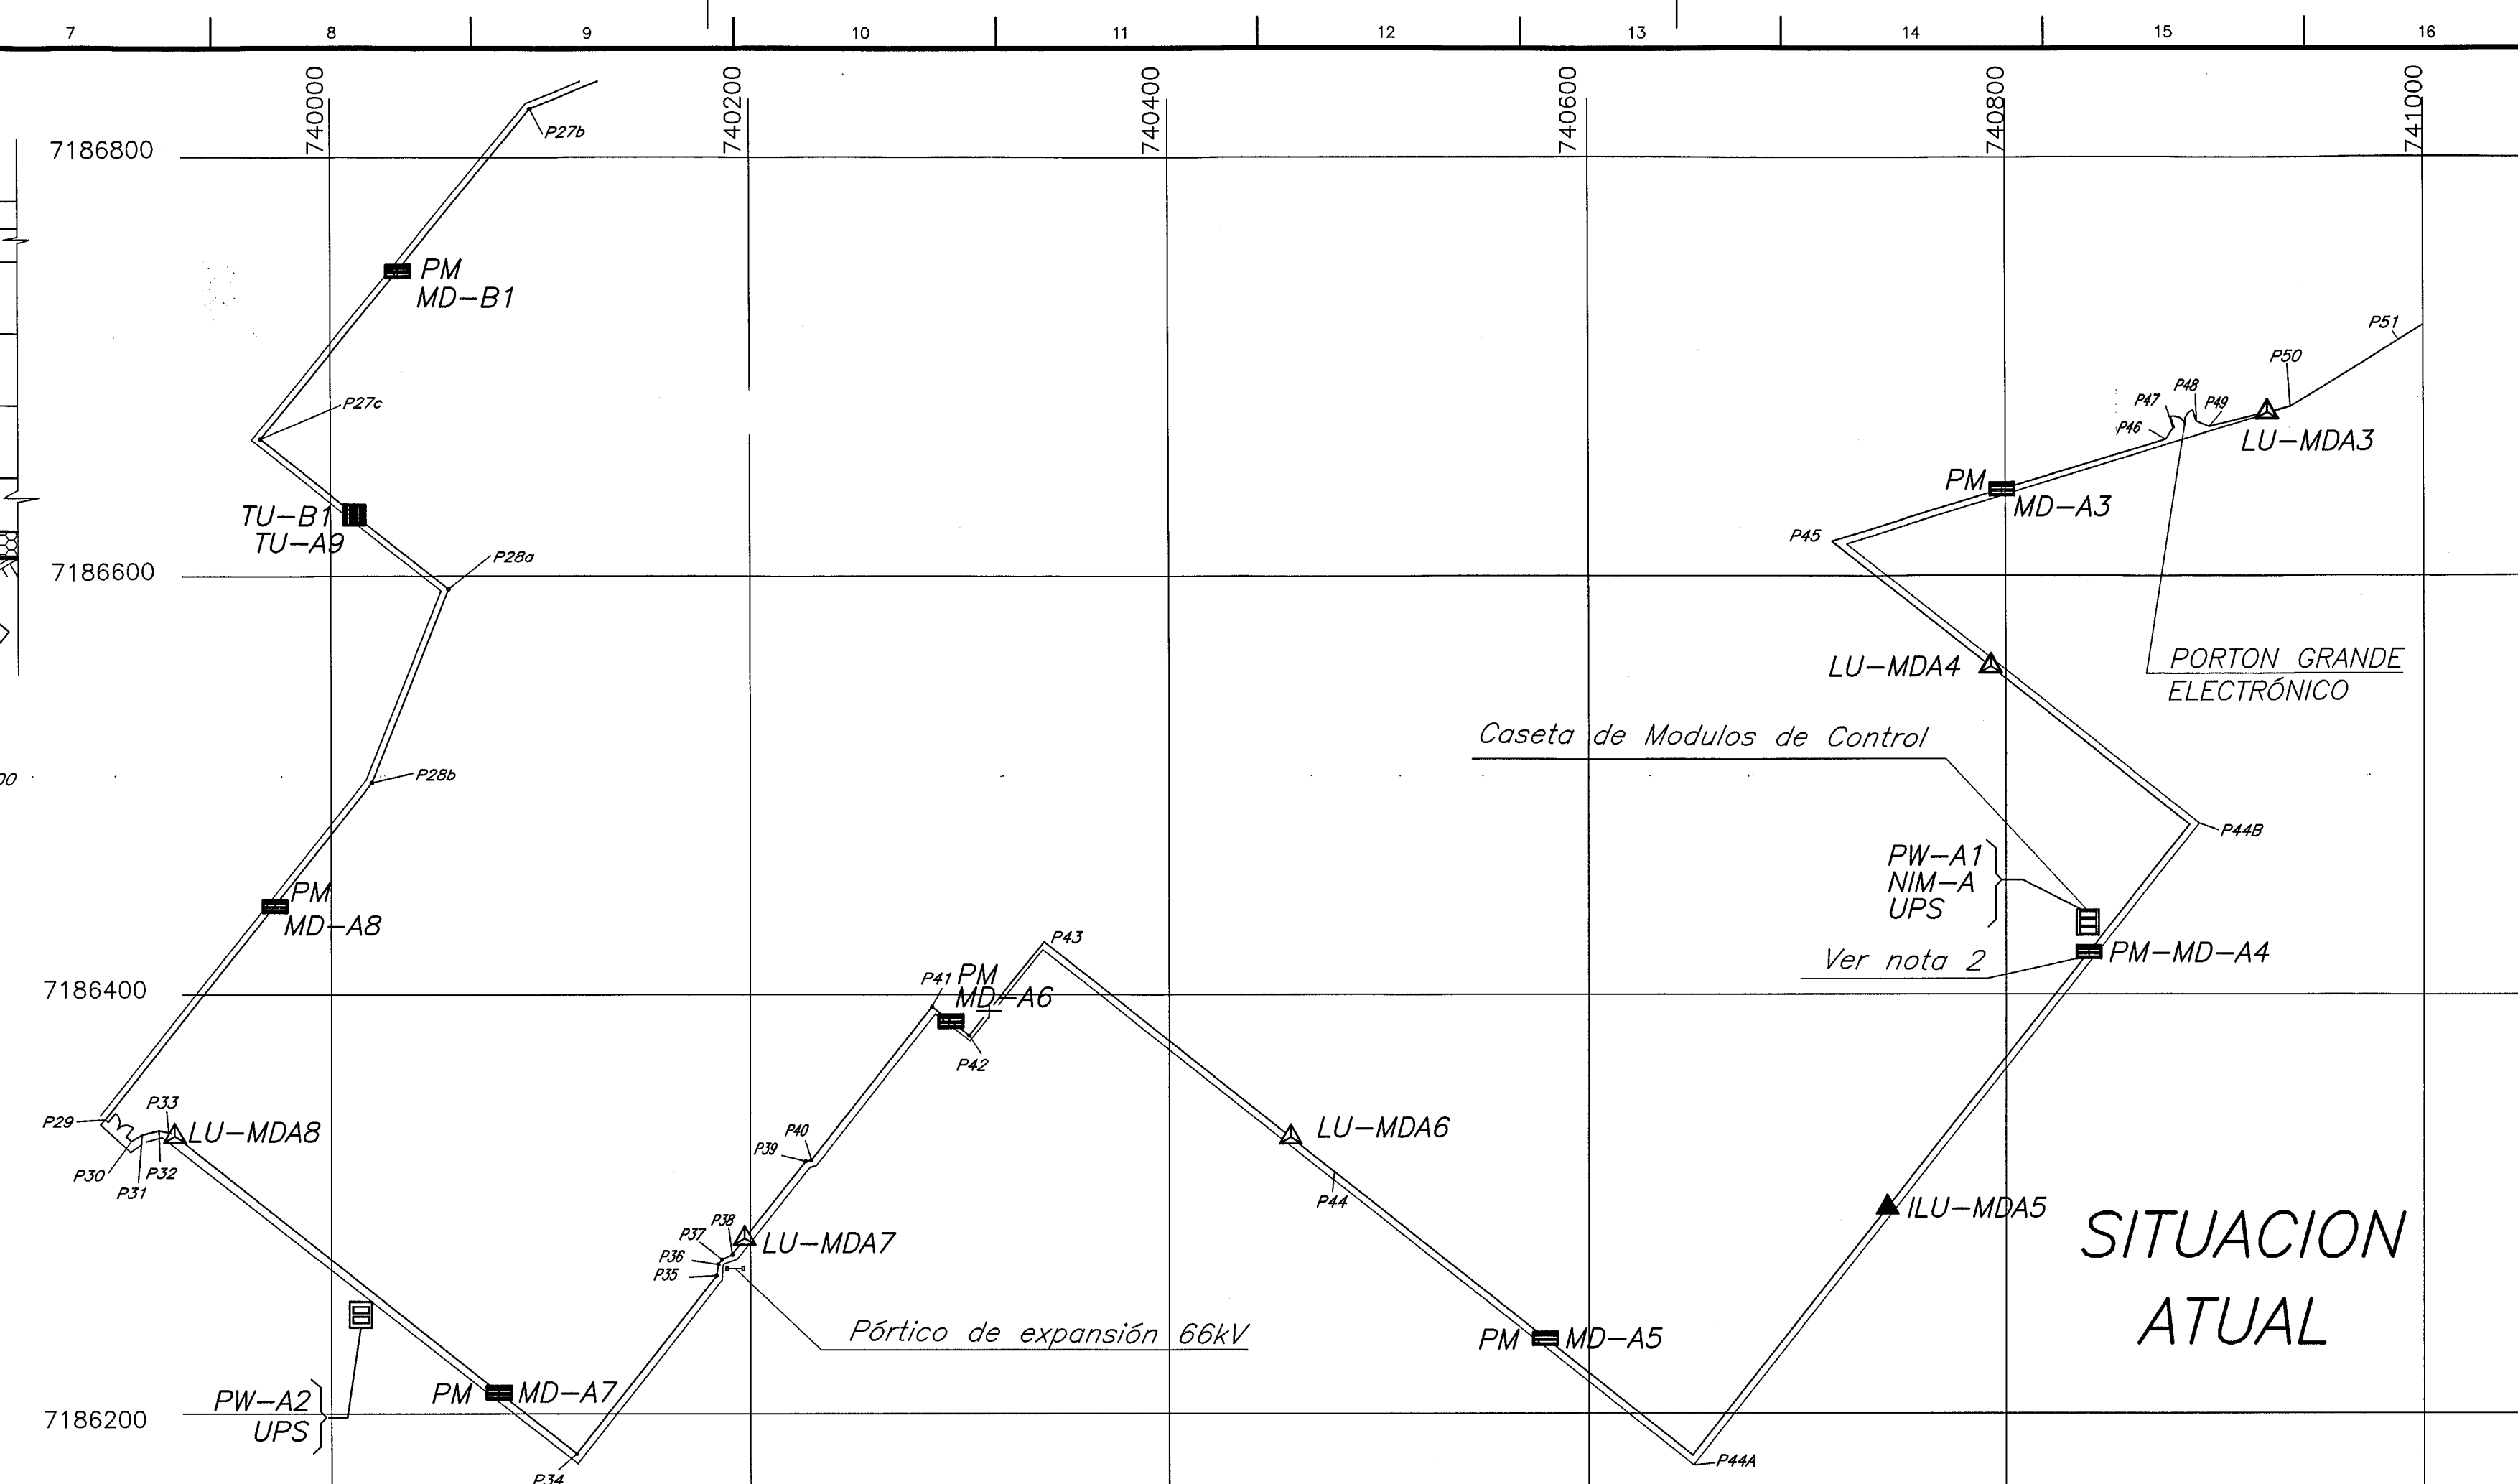 7 8 9 10 11 12 13 14 15 16
740000 740200 740400 740600 740800 741000
7186800
P27b
PM
MD-B1
P27c
TU-B1
TU-A9
P28a
7186600
P28b
PM
MD-A8
7186400
P29
P33
LU-MDA8
P30
P31
P32
PW-A2
UPS
7186200
PM
MD-A7
P34
P35
P36
P37
P38
LU-MDA7
Pórtico de expansión 66kV
P39
P40
P41
PM
MD-A6
P42
P43
LU-MDA6
P44
PM
MD-A5
P44A
ILU-MDA5
PM-MD-A4
Ver nota 2
PW-A1
NIM-A
UPS
Caseta de Modulos de Control
P44B
LU-MDA4
P45
PM
MD-A3
P46
P47
P48
P49
LU-MDA3
P50
P51
PORTON GRANDE
ELECTRÓNICO
SITUACION
ATUAL